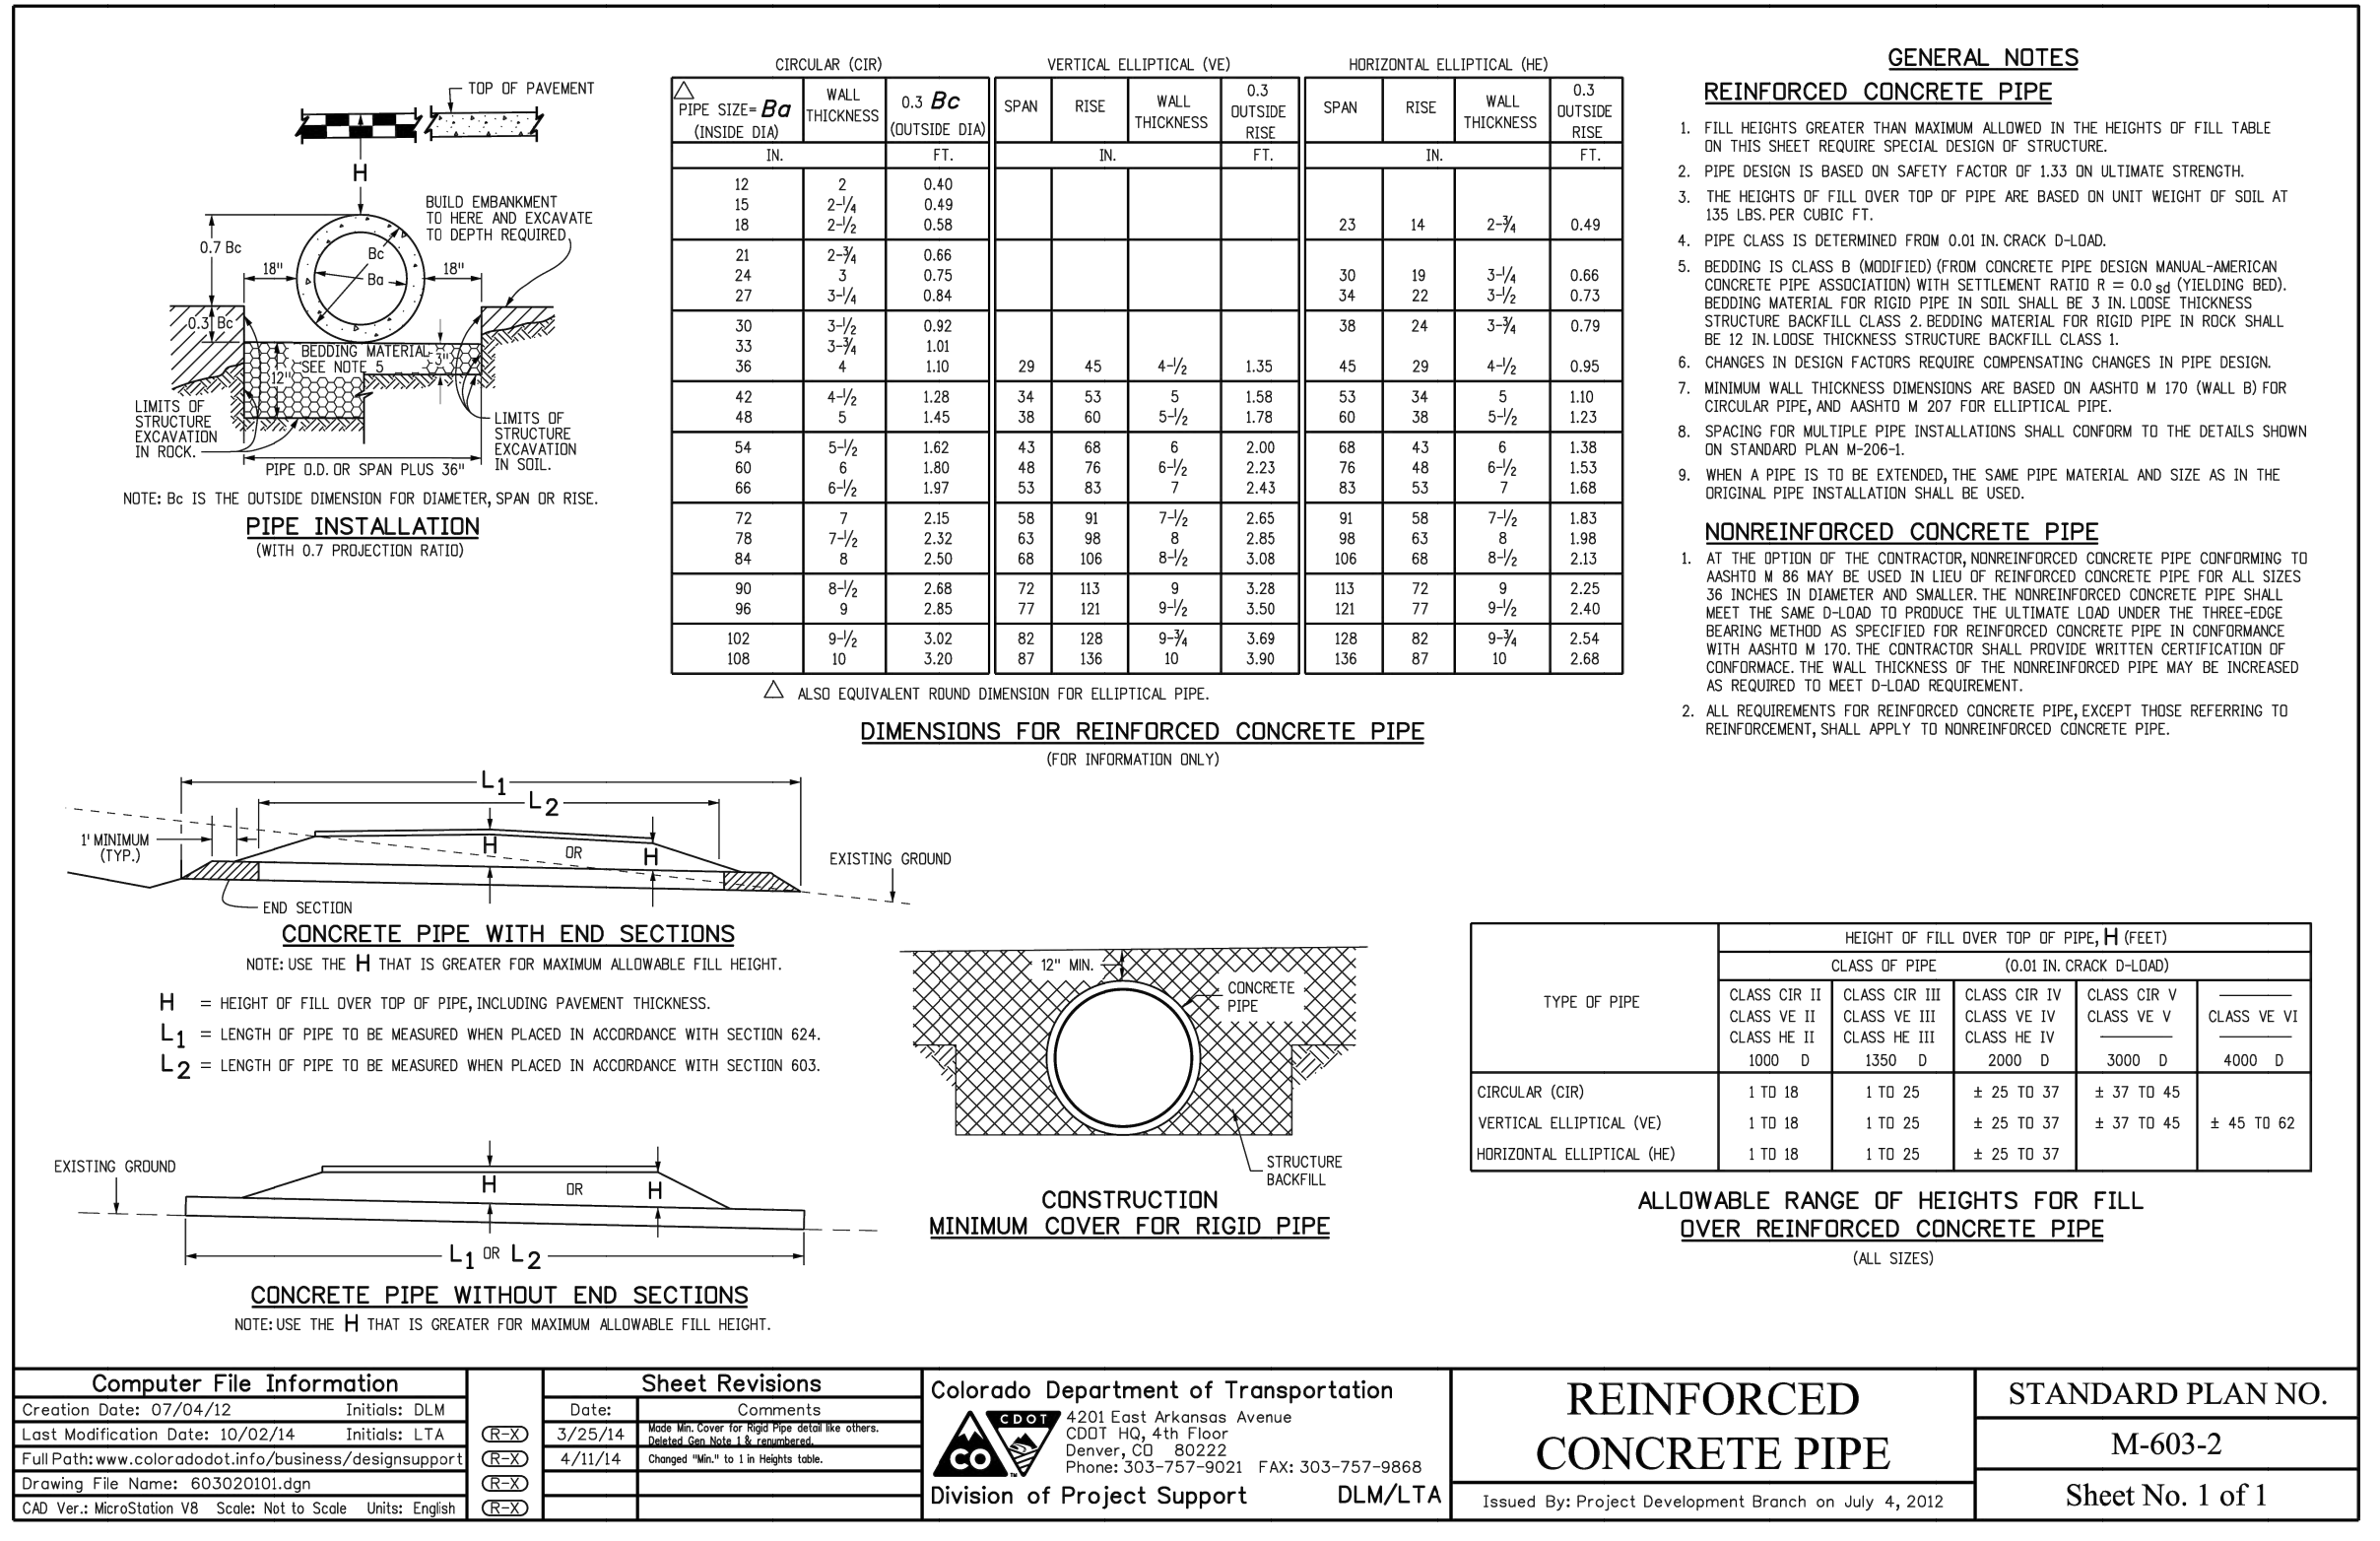 TOP OF PAVEMENT
H
BUILD EMBANKMENT
TO HERE AND EXCAVATE
TO DEPTH REQUIRED
0.7 Bc
18"
18"
Bc
Ba
0.3 Bc
BEDDING MATERIAL
SEE NOTE 5
3"
12"
LIMITS OF
STRUCTURE
EXCAVATION
IN ROCK.
LIMITS OF
STRUCTURE
EXCAVATION
IN SOIL.
PIPE O.D. OR SPAN PLUS 36"
NOTE: Bc IS THE OUTSIDE DIMENSION FOR DIAMETER, SPAN OR RISE.
PIPE INSTALLATION
(WITH 0.7 PROJECTION RATIO)
CIRCULAR (CIR) VERTICAL ELLIPTICAL (VE) HORIZONTAL ELLIPTICAL (HE)
PIPE SIZE= Ba (INSIDE DIA) WALL THICKNESS 0.3 Bc (OUTSIDE DIA) SPAN RISE WALL THICKNESS 0.3 OUTSIDE RISE SPAN RISE WALL THICKNESS 0.3 OUTSIDE RISE
IN. FT. IN. FT. IN. FT.
12 2 0.40
15 2-1/4 0.49
18 2-1/2 0.58 23 14 2-3/4 0.49
21 2-3/4 0.66
24 3 0.75 30 19 3-1/4 0.66
27 3-1/4 0.84 34 22 3-1/2 0.73
30 3-1/2 0.92 38 24 3-3/4 0.79
33 3-3/4 1.01
36 4 1.10 29 45 4-1/2 1.35 45 29 4-1/2 0.95
42 4-1/2 1.28 34 53 5 1.58 53 34 5 1.10
48 5 1.45 38 60 5-1/2 1.78 60 38 5-1/2 1.23
54 5-1/2 1.62 43 68 6 2.00 68 43 6 1.38
60 6 1.80 48 76 6-1/2 2.23 76 48 6-1/2 1.53
66 6-1/2 1.97 53 83 7 2.43 83 53 7 1.68
72 7 2.15 58 91 7-1/2 2.65 91 58 7-1/2 1.83
78 7-1/2 2.32 63 98 8 2.85 98 63 8 1.98
84 8 2.50 68 106 8-1/2 3.08 106 68 8-1/2 2.13
90 8-1/2 2.68 72 113 9 3.28 113 72 9 2.25
96 9 2.85 77 121 9-1/2 3.50 121 77 9-1/2 2.40
102 9-1/2 3.02 82 128 9-3/4 3.69 128 82 9-3/4 2.54
108 10 3.20 87 136 10 3.90 136 87 10 2.68
△ ALSO EQUIVALENT ROUND DIMENSION FOR ELLIPTICAL PIPE.
DIMENSIONS FOR REINFORCED CONCRETE PIPE
(FOR INFORMATION ONLY)
GENERAL NOTES
REINFORCED CONCRETE PIPE
1. FILL HEIGHTS GREATER THAN MAXIMUM ALLOWED IN THE HEIGHTS OF FILL TABLE
ON THIS SHEET REQUIRE SPECIAL DESIGN OF STRUCTURE.
2. PIPE DESIGN IS BASED ON SAFETY FACTOR OF 1.33 ON ULTIMATE STRENGTH.
3. THE HEIGHTS OF FILL OVER TOP OF PIPE ARE BASED ON UNIT WEIGHT OF SOIL AT
135 LBS. PER CUBIC FT.
4. PIPE CLASS IS DETERMINED FROM 0.01 IN. CRACK D-LOAD.
5. BEDDING IS CLASS B (MODIFIED) (FROM CONCRETE PIPE DESIGN MANUAL-AMERICAN
CONCRETE PIPE ASSOCIATION) WITH SETTLEMENT RATIO R = 0.0 sd (YIELDING BED).
BEDDING MATERIAL FOR RIGID PIPE IN SOIL SHALL BE 3 IN. LOOSE THICKNESS
STRUCTURE BACKFILL CLASS 2. BEDDING MATERIAL FOR RIGID PIPE IN ROCK SHALL
BE 12 IN. LOOSE THICKNESS STRUCTURE BACKFILL CLASS 1.
6. CHANGES IN DESIGN FACTORS REQUIRE COMPENSATING CHANGES IN PIPE DESIGN.
7. MINIMUM WALL THICKNESS DIMENSIONS ARE BASED ON AASHTO M 170 (WALL B) FOR
CIRCULAR PIPE, AND AASHTO M 207 FOR ELLIPTICAL PIPE.
8. SPACING FOR MULTIPLE PIPE INSTALLATIONS SHALL CONFORM TO THE DETAILS SHOWN
ON STANDARD PLAN M-206-1.
9. WHEN A PIPE IS TO BE EXTENDED, THE SAME PIPE MATERIAL AND SIZE AS IN THE
ORIGINAL PIPE INSTALLATION SHALL BE USED.
NONREINFORCED CONCRETE PIPE
1. AT THE OPTION OF THE CONTRACTOR, NONREINFORCED CONCRETE PIPE CONFORMING TO
AASHTO M 86 MAY BE USED IN LIEU OF REINFORCED CONCRETE PIPE FOR ALL SIZES
36 INCHES IN DIAMETER AND SMALLER. THE NONREINFORCED CONCRETE PIPE SHALL
MEET THE SAME D-LOAD TO PRODUCE THE ULTIMATE LOAD UNDER THE THREE-EDGE
BEARING METHOD AS SPECIFIED FOR REINFORCED CONCRETE PIPE IN CONFORMANCE
WITH AASHTO M 170. THE CONTRACTOR SHALL PROVIDE WRITTEN CERTIFICATION OF
CONFORMACE. THE WALL THICKNESS OF THE NONREINFORCED PIPE MAY BE INCREASED
AS REQUIRED TO MEET D-LOAD REQUIREMENT.
2. ALL REQUIREMENTS FOR REINFORCED CONCRETE PIPE, EXCEPT THOSE REFERRING TO
REINFORCEMENT, SHALL APPLY TO NONREINFORCED CONCRETE PIPE.
L1
L2
1' MINIMUM
(TYP.)
H OR H
EXISTING GROUND
END SECTION
CONCRETE PIPE WITH END SECTIONS
NOTE: USE THE H THAT IS GREATER FOR MAXIMUM ALLOWABLE FILL HEIGHT.
H = HEIGHT OF FILL OVER TOP OF PIPE, INCLUDING PAVEMENT THICKNESS.
L1 = LENGTH OF PIPE TO BE MEASURED WHEN PLACED IN ACCORDANCE WITH SECTION 624.
L2 = LENGTH OF PIPE TO BE MEASURED WHEN PLACED IN ACCORDANCE WITH SECTION 603.
EXISTING GROUND
H OR H
L1 OR L2
CONCRETE PIPE WITHOUT END SECTIONS
NOTE: USE THE H THAT IS GREATER FOR MAXIMUM ALLOWABLE FILL HEIGHT.
12" MIN.
CONCRETE
PIPE
STRUCTURE
BACKFILL
CONSTRUCTION
MINIMUM COVER FOR RIGID PIPE
TYPE OF PIPE
HEIGHT OF FILL OVER TOP OF PIPE, H (FEET)
CLASS OF PIPE (0.01 IN. CRACK D-LOAD)
CLASS CIR II CLASS CIR III CLASS CIR IV CLASS CIR V
CLASS VE II CLASS VE III CLASS VE IV CLASS VE V CLASS VE VI
CLASS HE II CLASS HE III CLASS HE IV
1000 D 1350 D 2000 D 3000 D 4000 D
CIRCULAR (CIR) 1 TO 18 1 TO 25 ± 25 TO 37 ± 37 TO 45
VERTICAL ELLIPTICAL (VE) 1 TO 18 1 TO 25 ± 25 TO 37 ± 37 TO 45 ± 45 TO 62
HORIZONTAL ELLIPTICAL (HE) 1 TO 18 1 TO 25 ± 25 TO 37
ALLOWABLE RANGE OF HEIGHTS FOR FILL
OVER REINFORCED CONCRETE PIPE
(ALL SIZES)
Computer File Information
Creation Date: 07/04/12 Initials: DLM
Last Modification Date: 10/02/14 Initials: LTA
Full Path: www.coloradodot.info/business/designsupport
Drawing File Name: 603020101.dgn
CAD Ver.: MicroStation V8 Scale: Not to Scale Units: English
R-X
R-X
R-X
R-X
Sheet Revisions
Date: Comments
3/25/14 Made Min. Cover for Rigid Pipe detail like others.
Deleted Gen Note 1 & renumbered.
4/11/14 Changed "Min." to 1 in Heights table.
Colorado Department of Transportation
CDOT
CO
TM
4201 East Arkansas Avenue
CDOT HQ, 4th Floor
Denver, CO 80222
Phone: 303-757-9021 FAX: 303-757-9868
Division of Project Support DLM/LTA
REINFORCED
CONCRETE PIPE
Issued By: Project Development Branch on July 4, 2012
STANDARD PLAN NO.
M-603-2
Sheet No. 1 of 1